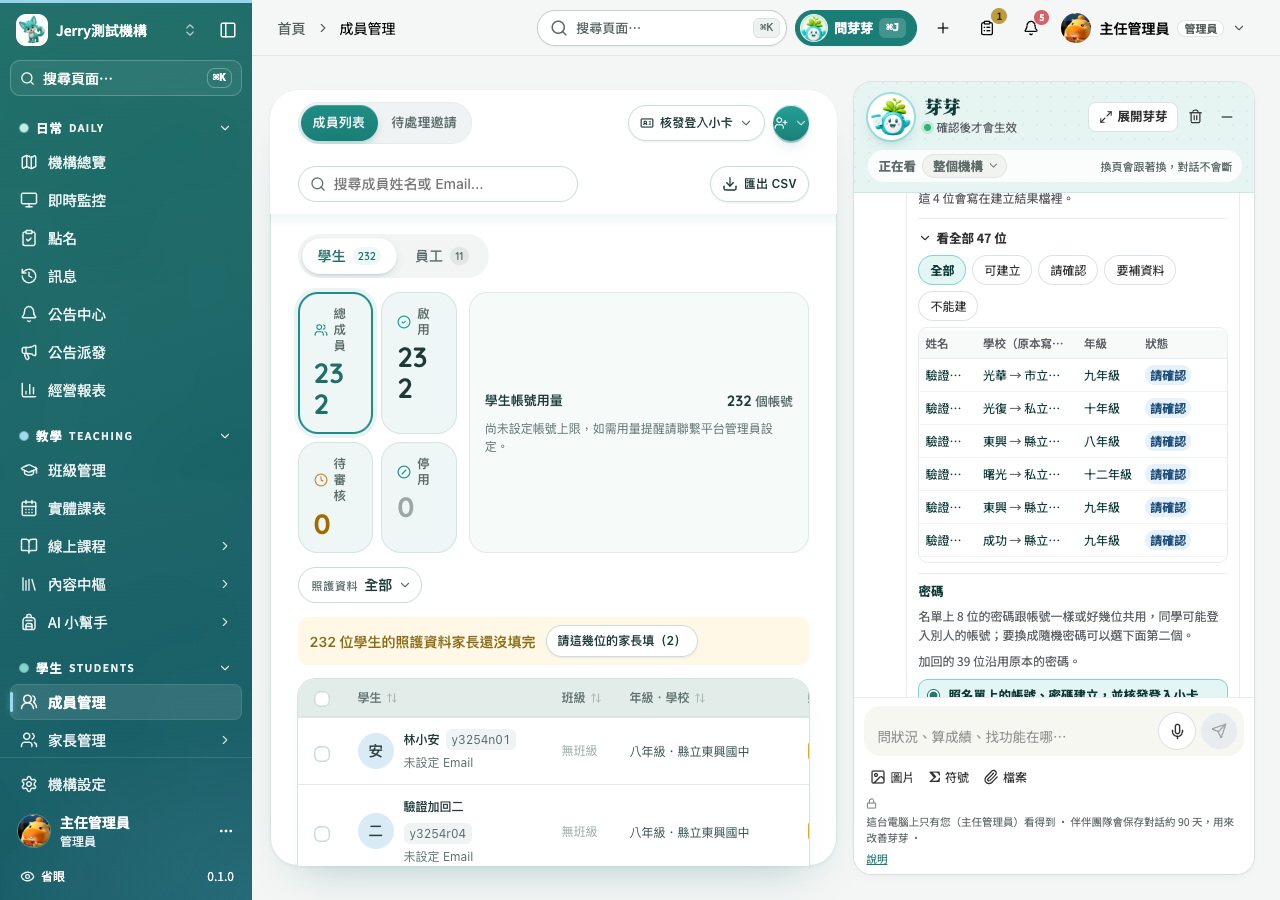 Jerry測試機構
搜尋頁面… ⌘K
日常 DAILY
機構總覽
即時監控
點名
訊息
公告中心
公告派發
經營報表
教學 TEACHING
班級管理
實體課表
線上課程
內容中樞
AI 小幫手
學生 STUDENTS
成員管理
家長管理
機構設定
主任管理員
管理員
省眼 0.1.0
首頁 成員管理
搜尋頁面… ⌘K
問芽芽 ⌘J
1
5
主任管理員 管理員
成員列表 待處理邀請
核發登入小卡
搜尋成員姓名或 Email...
匯出 CSV
學生 232 員工 11
總成員
232
啟用
232
待審核
0
停用
0
學生帳號用量 232 個帳號
尚未設定帳號上限，如需用量提醒請聯繫平台管理員設
定。
照護資料 全部
232 位學生的照護資料家長還沒填完 請這幾位的家長填（2）
學生 班級 年級 · 學校
安 林小安 y3254n01 無班級 八年級 · 縣立東興國中
未設定 Email
二 驗證加回二 y3254r04 無班級 八年級 · 縣立東興國中
未設定 Email
芽芽
確認後才會生效
展開芽芽
正在看 整個機構 換頁會跟著換，對話不會斷
這 4 位會寫在建立結果檔裡。
看全部 47 位
全部 可建立 請確認 要補資料
不能建
姓名 學校（原本寫… 年級 狀態
驗證… 光華 → 市立… 九年級 請確認
驗證… 光復 → 私立… 十年級 請確認
驗證… 東興 → 縣立… 八年級 請確認
驗證… 曙光 → 私立… 十二年級 請確認
驗證… 東興 → 縣立… 九年級 請確認
驗證… 成功 → 縣立… 九年級 請確認
密碼
名單上 8 位的密碼跟帳號一樣或好幾位共用，同學可能登
入別人的帳號；要換成隨機密碼可以選下面第二個。
加回的 39 位沿用原本的密碼。
照名單上的帳號、密碼建立，並核發登入小卡
問狀況、算成績、找功能在哪…
圖片 符號 檔案
這台電腦上只有您（主任管理員）看得到 · 伴伴團隊會保存對話約 90 天，用來
改善芽芽 ·
說明